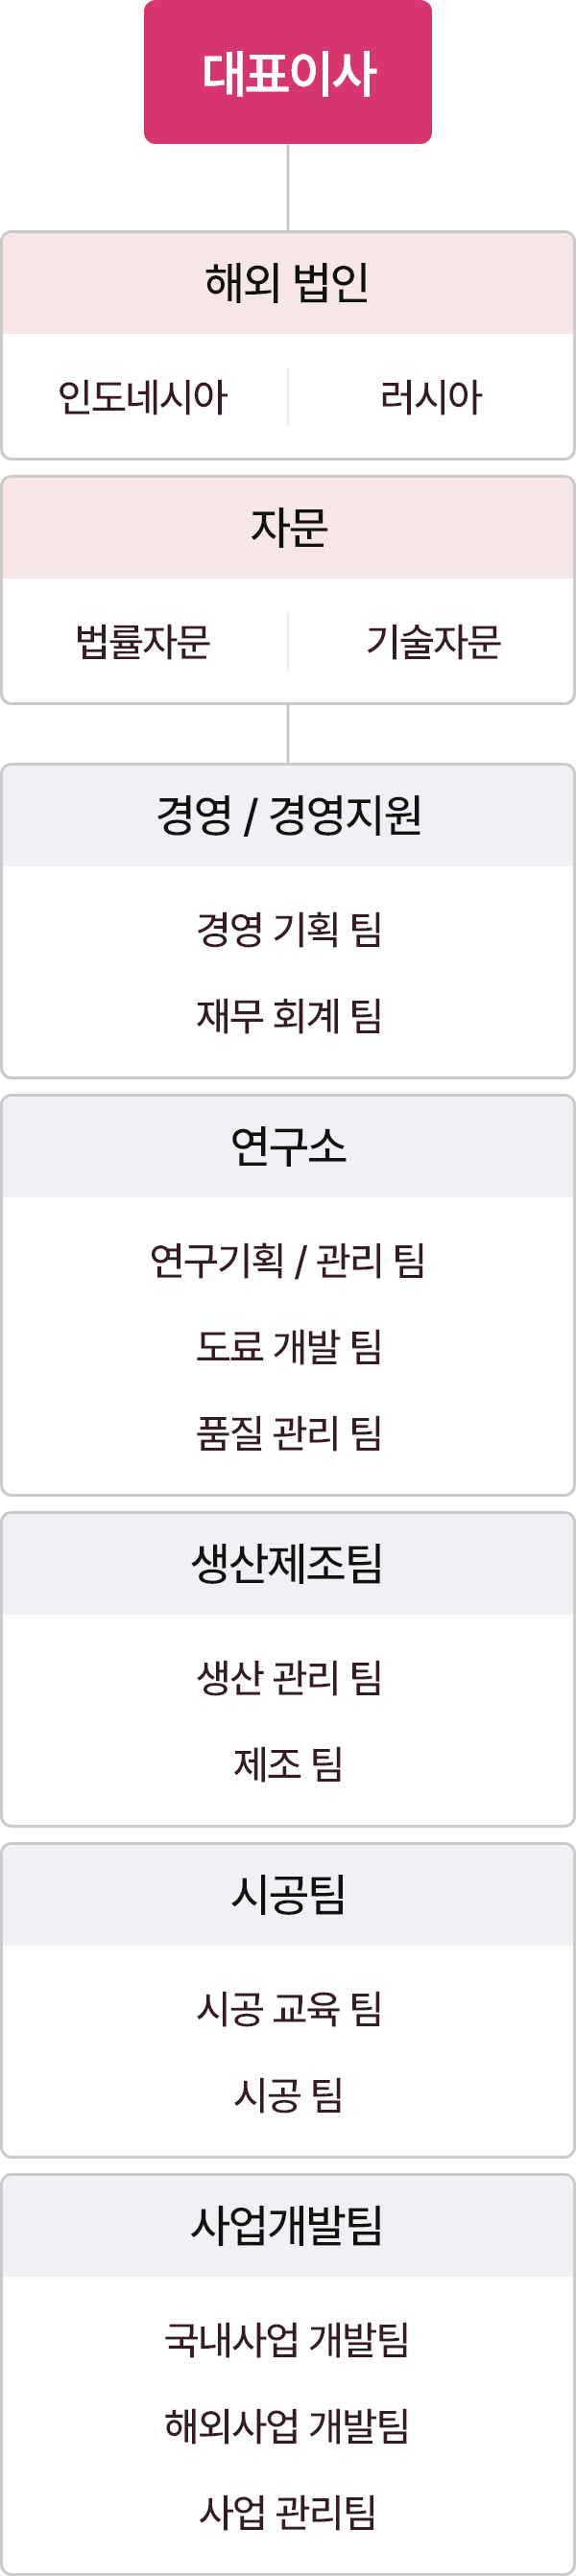 대표이사
해외 법인
인도네시아 러시아
자문
법률자문 기술자문
경영 / 경영지원
경영 기획 팀
재무 회계 팀
연구소
연구기획 / 관리 팀
도료 개발 팀
품질 관리 팀
생산제조팀
생산 관리 팀
제조 팀
시공팀
시공 교육 팀
시공 팀
사업개발팀
국내사업 개발팀
해외사업 개발팀
사업 관리팀